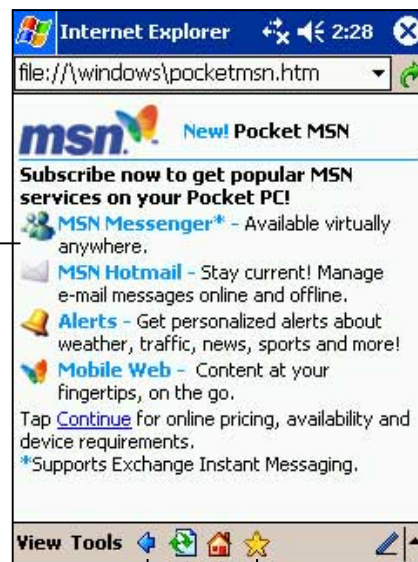 Internet Explorer 2:28
file://\windows\pocketmsn.htm
msn New! Pocket MSN
Subscribe now to get popular MSN
services on your Pocket PC!
MSN Messenger* - Available virtually
anywhere.
MSN Hotmail - Stay current! Manage
e-mail messages online and offline.
Alerts - Get personalized alerts about
weather, traffic, news, sports and more!
Mobile Web - Content at your
fingertips, on the go.
Tap Continue for online pricing, availability and
device requirements.
*Supports Exchange Instant Messaging.
View Tools